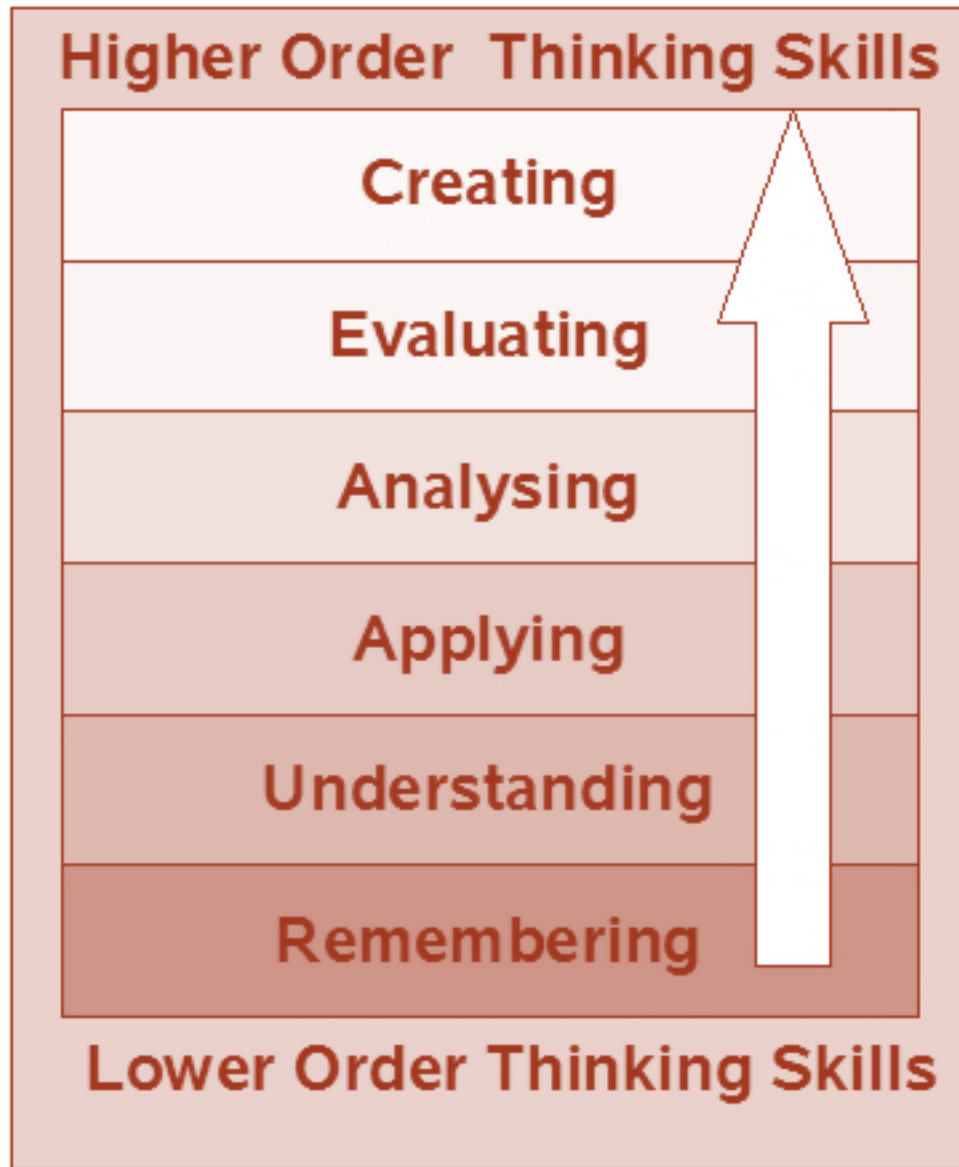 Higher Order Thinking Skills
Creating
Evaluating
Analysing
Applying
Understanding
Remembering
Lower Order Thinking Skills